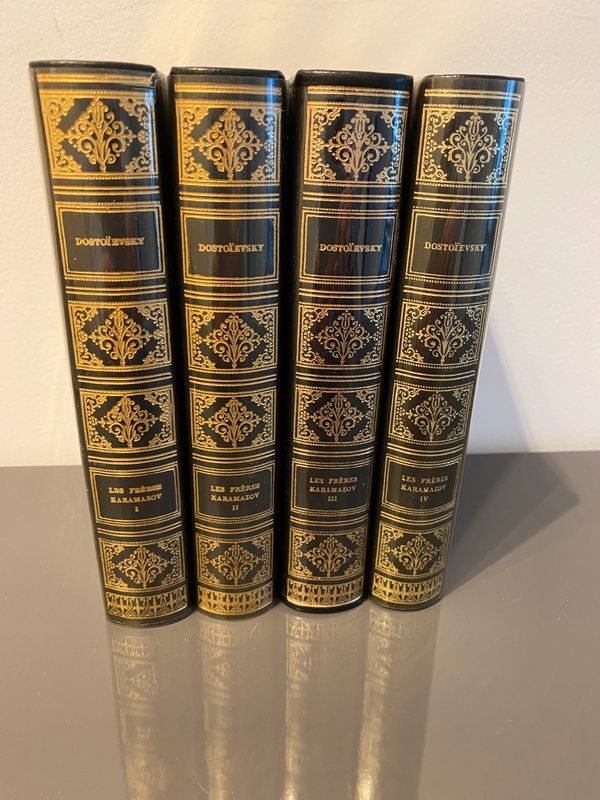 DOSTOÏEVSKY
LES FRÈRES
KARAMAZOV
I
DOSTOÏEVSKY
LES FRÈRES
KARAMAZOV
II
DOSTOÏEVSKY
LES FRÈRES
KARAMAZOV
III
DOSTOÏEVSKY
LES FRÈRES
KARAMAZOV
IV